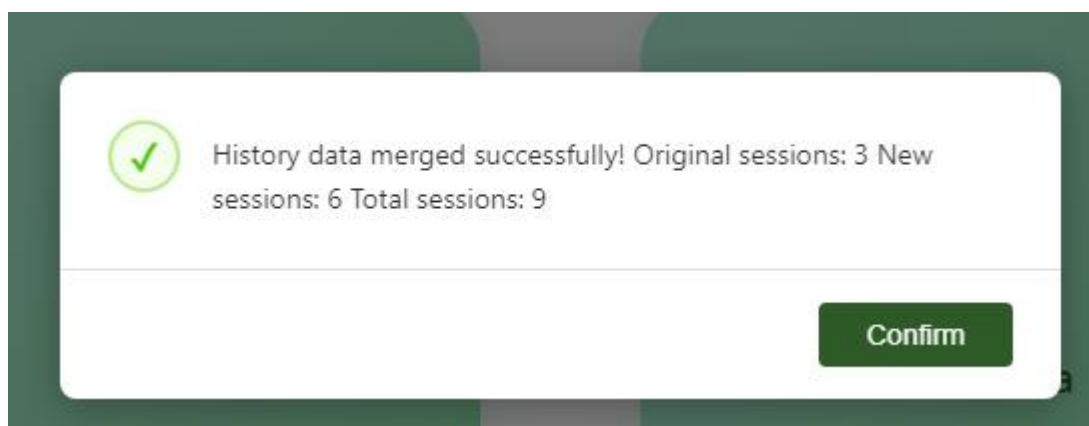 History data merged successfully! Original sessions: 3 New
sessions: 6 Total sessions: 9
Confirm
a